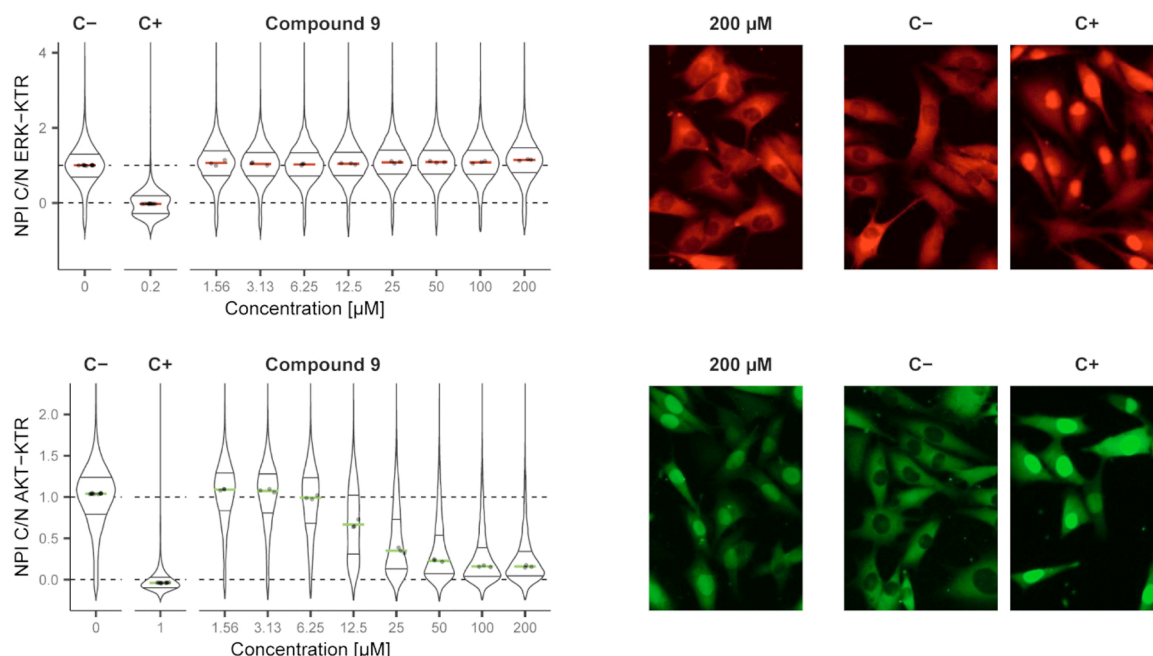 C− C+ Compound 9 200 µM C− C+
NPI C/N ERK−KTR
4
2
0
0 0.2 1.56 3.13 6.25 12.5 25 50 100 200
Concentration [µM]
C− C+ Compound 9 200 µM C− C+
NPI C/N AKT−KTR
2.0
1.5
1.0
0.5
0.0
0 1 1.56 3.13 6.25 12.5 25 50 100 200
Concentration [µM]